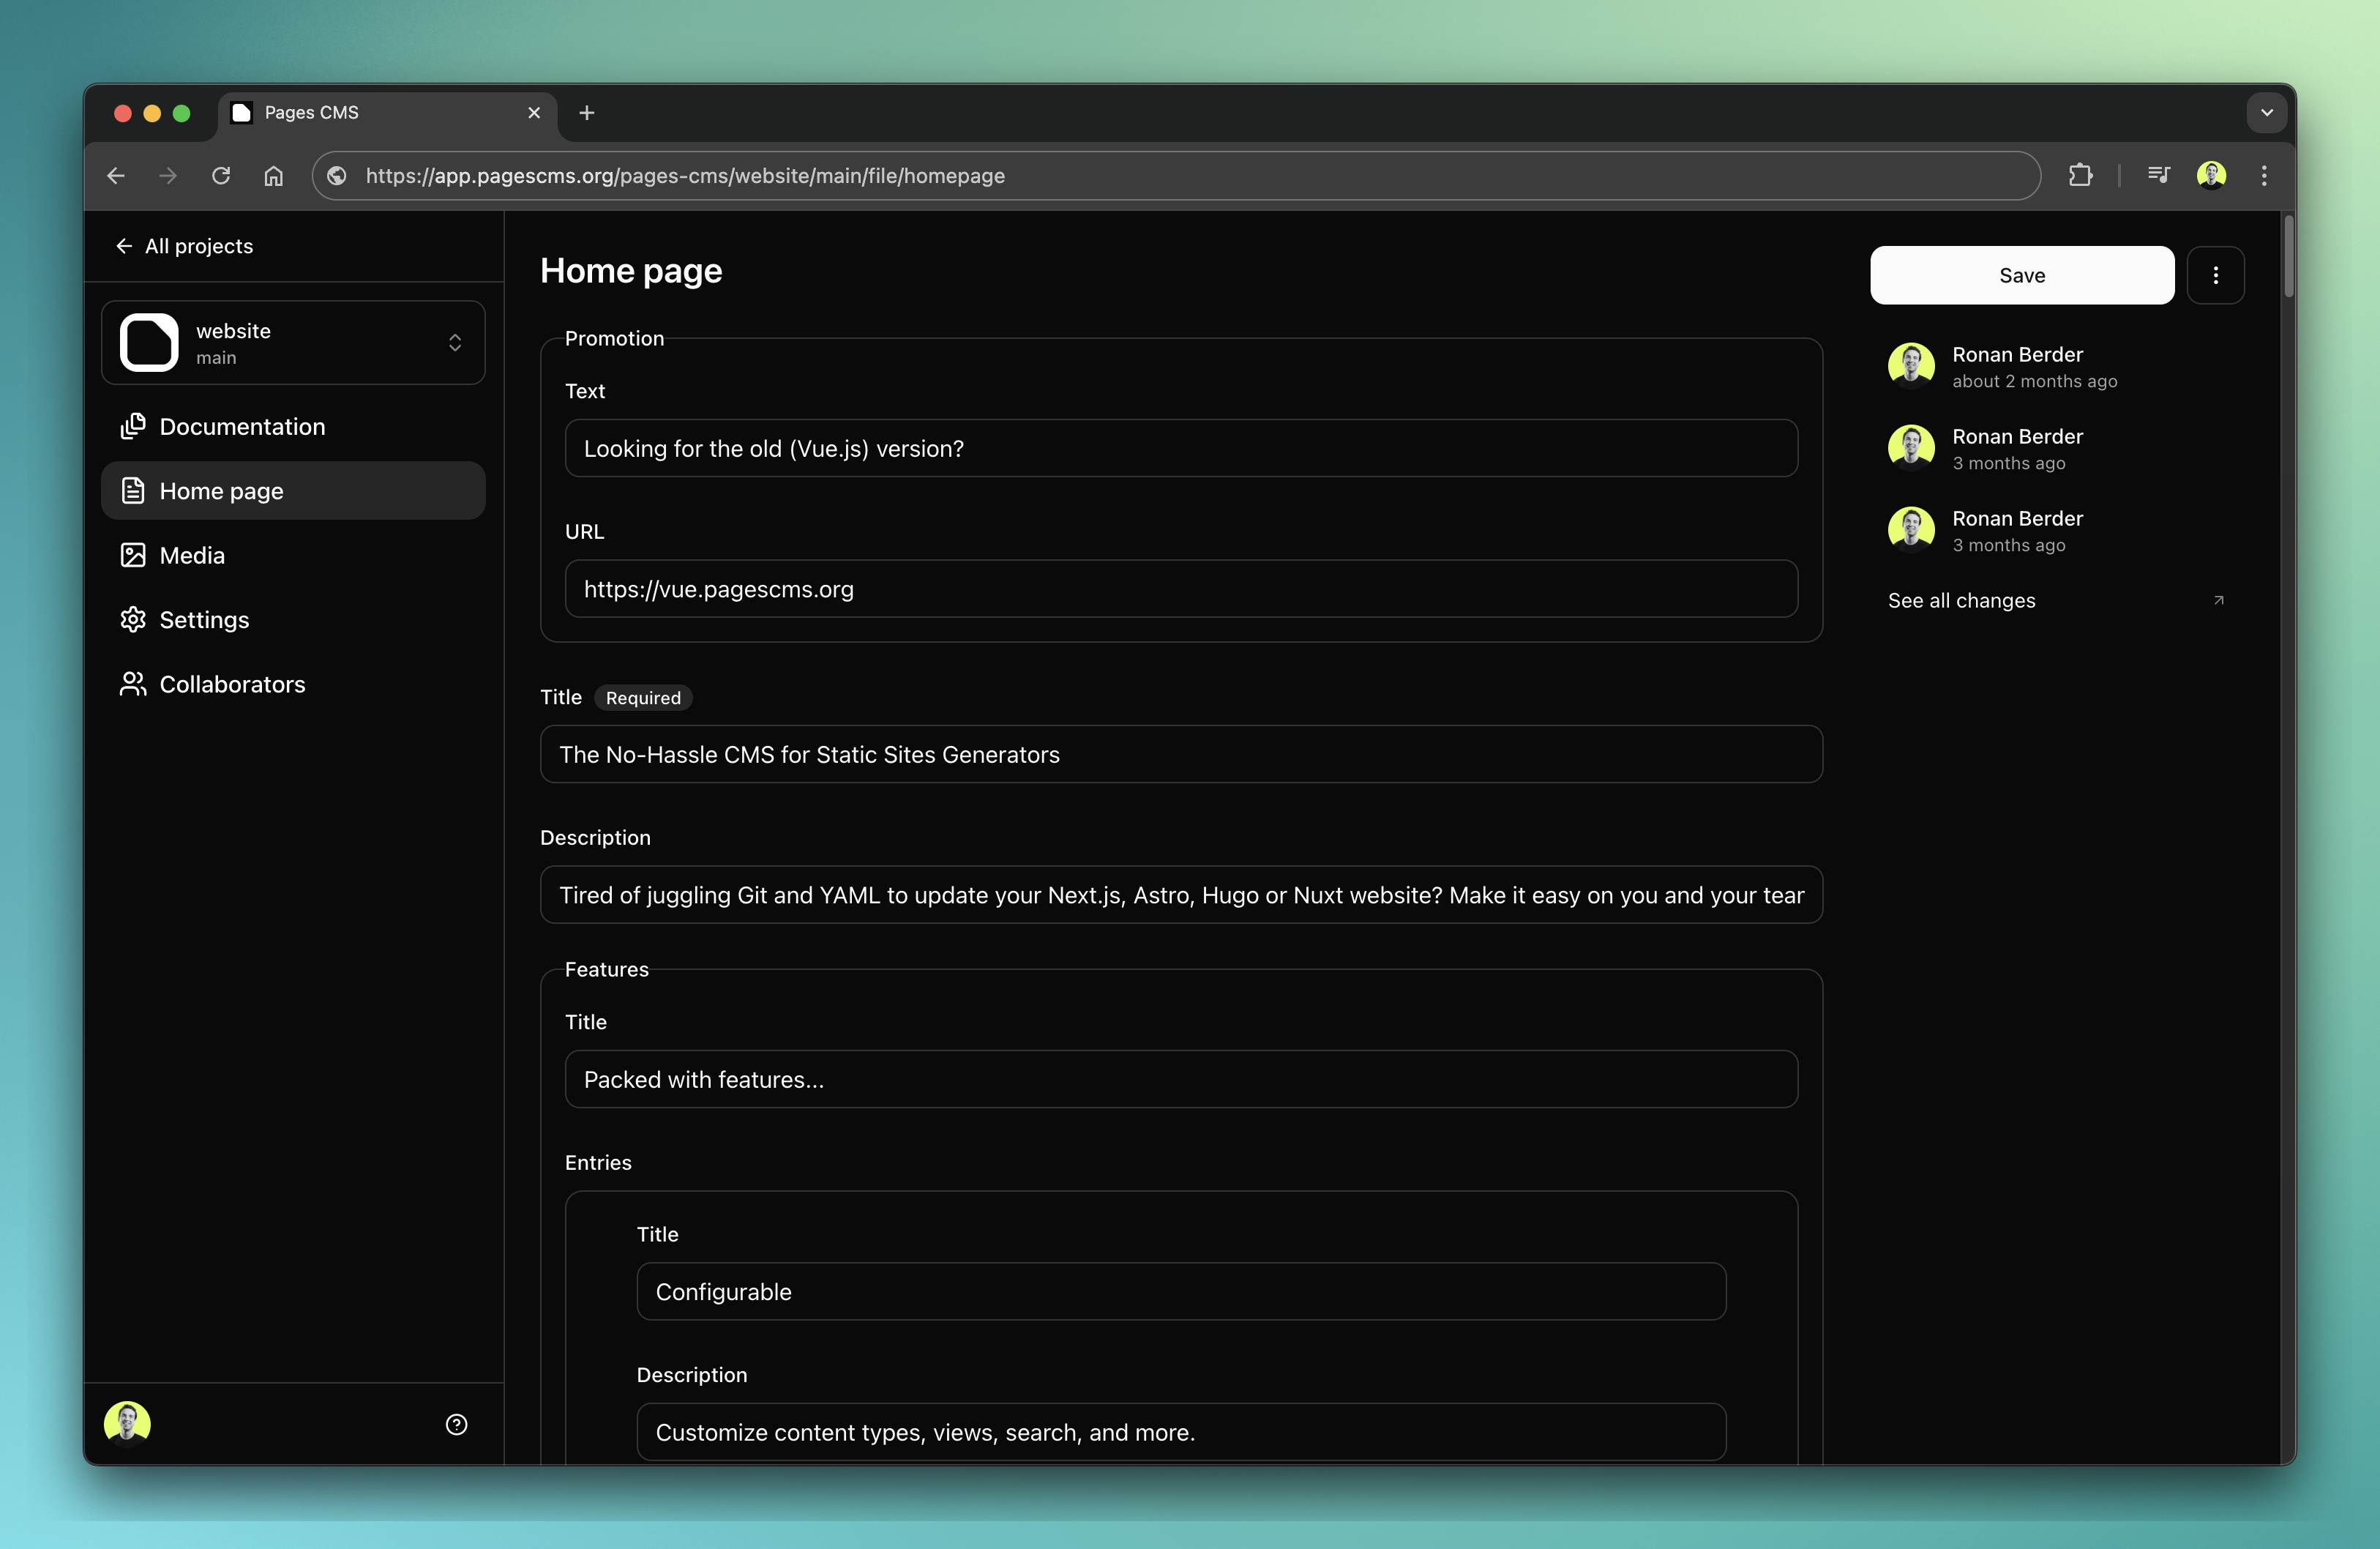 Pages CMS
https://app.pagescms.org/pages-cms/website/main/file/homepage
All projects
website
main
Documentation
Home page
Media
Settings
Collaborators
Home page
Promotion
Text
Looking for the old (Vue.js) version?
URL
https://vue.pagescms.org
Title Required
The No-Hassle CMS for Static Sites Generators
Description
Tired of juggling Git and YAML to update your Next.js, Astro, Hugo or Nuxt website? Make it easy on you and your
Features
Title
Packed with features...
Entries
Title
Configurable
Description
Customize content types, views, search, and more.
Save
Ronan Berder
about 2 months ago
Ronan Berder
3 months ago
Ronan Berder
3 months ago
See all changes